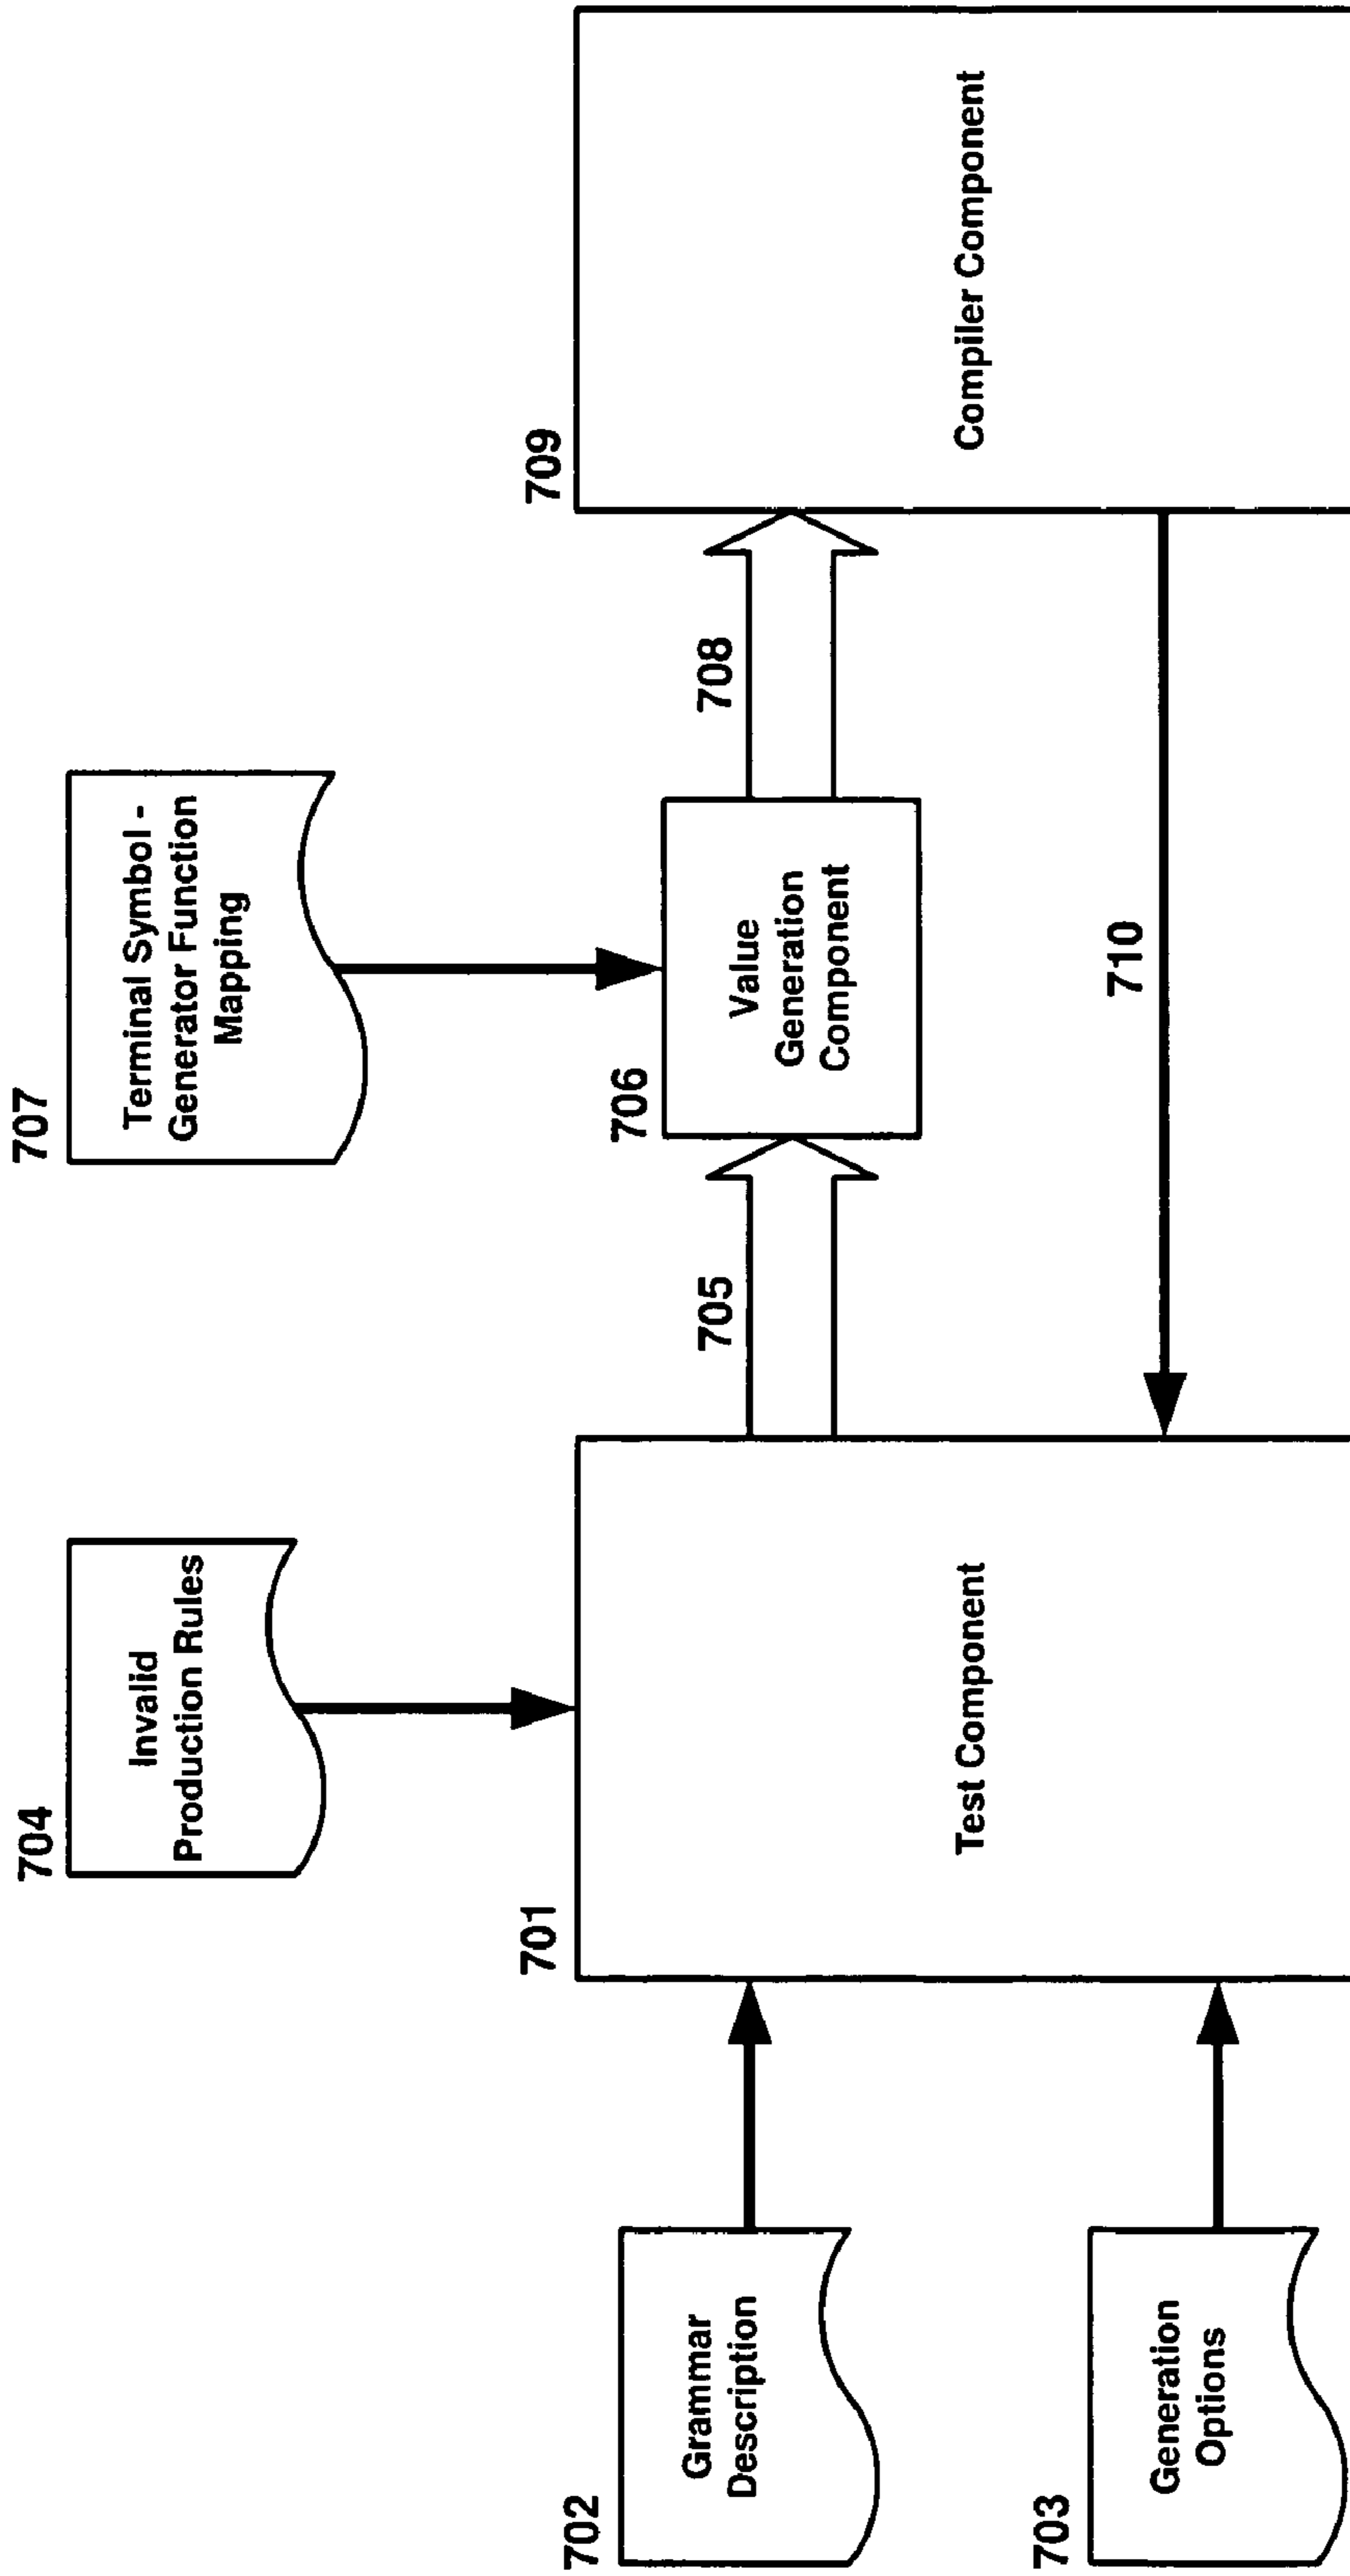 707
Terminal Symbol -
Generator Function
Mapping
704
Invalid
Production Rules
709
Compiler Component
708
706
Value
Generation
Component
705
701
Test Component
710
702
Grammar
Description
703
Generation
Options